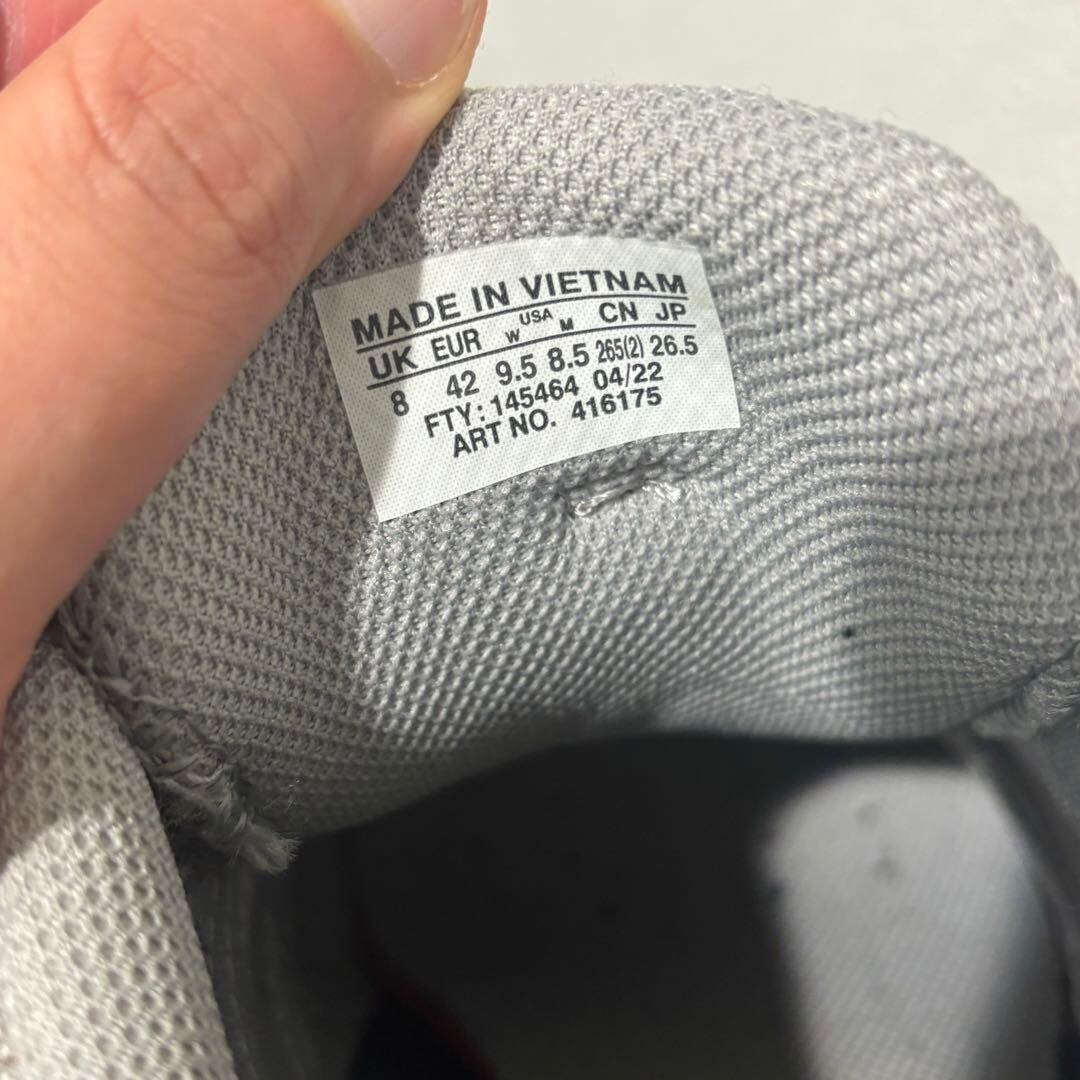 MADE IN VIETNAM
UK EUR W USA M CN JP
8 42 9.5 8.5 265(2) 26.5
FTY: 145464 04/22
ART NO. 416175